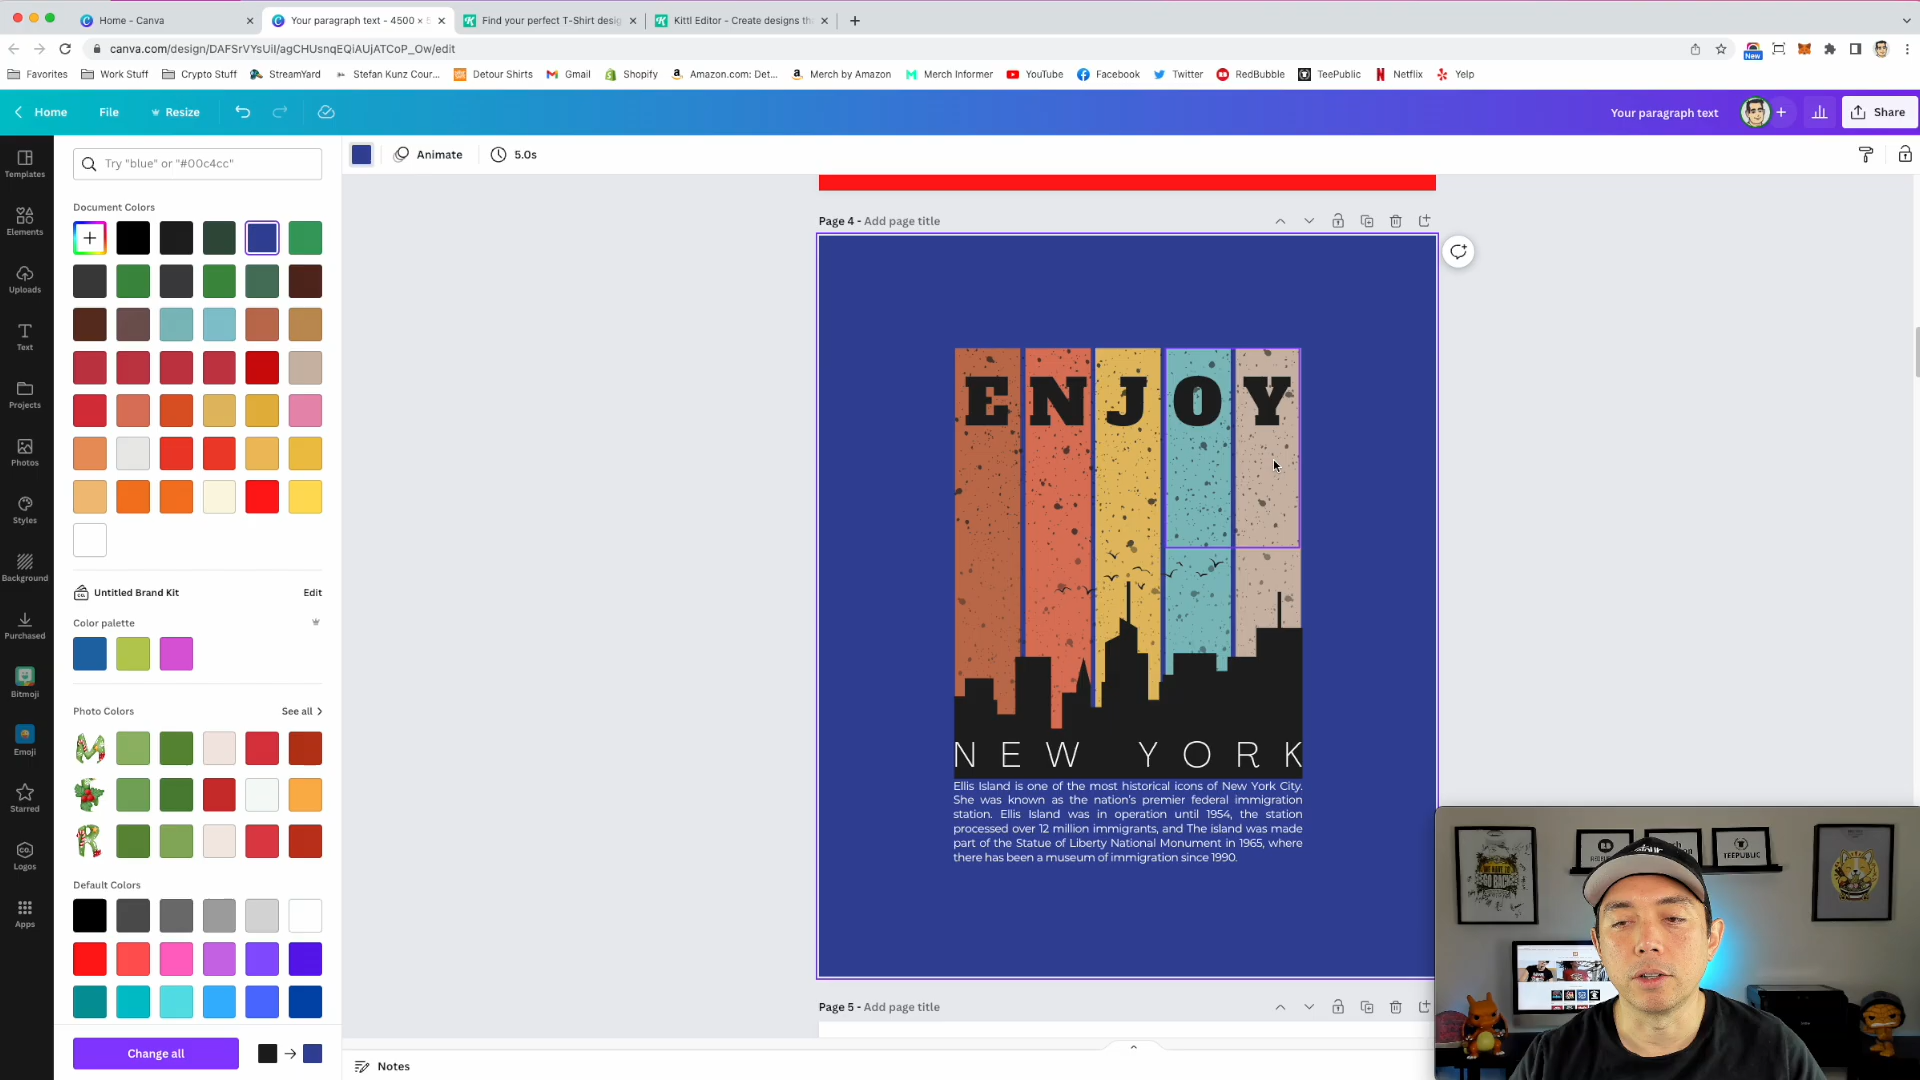 Home – Canva
Your paragraph text – 4500 ×
Find your perfect T-Shirt desig
Kittl Editor – Create designs th
canva.com/design/DAFSrVYsUiI/agCHUsnqEQiAUjATCoP_Ow/edit
New
Favorites
Work Stuff
Crypto Stuff
StreamYard
Stefan Kunz Cour...
Detour Shirts
Gmail
Shopify
Amazon.com: Det...
Merch by Amazon
Merch Informer
YouTube
Facebook
Twitter
RedBubble
TeePublic
Netflix
Yelp
Home
File
Resize
Your paragraph text
Share
Templates
Elements
Uploads
Text
Projects
Photos
Styles
Background
Purchased
Bitmoji
Emoji
Starred
Logos
Apps
Try "blue" or "#00c4cc"
Document Colors
Untitled Brand Kit
Edit
Color palette
Photo Colors
See all
Default Colors
Change all
Animate
5.0s
Page 4 - Add page title
ENJOY
NEW YORK
Ellis Island is one of the most historical icons of New York City.
She was known as the nation's premier federal immigration
station. Ellis Island was in operation until 1954, the station
processed over 12 million immigrants, and The island was made
part of the Statue of Liberty National Monument in 1965, where
there has been a museum of immigration since 1990.
Page 5 - Add page title
Notes
TEEPUBLIC